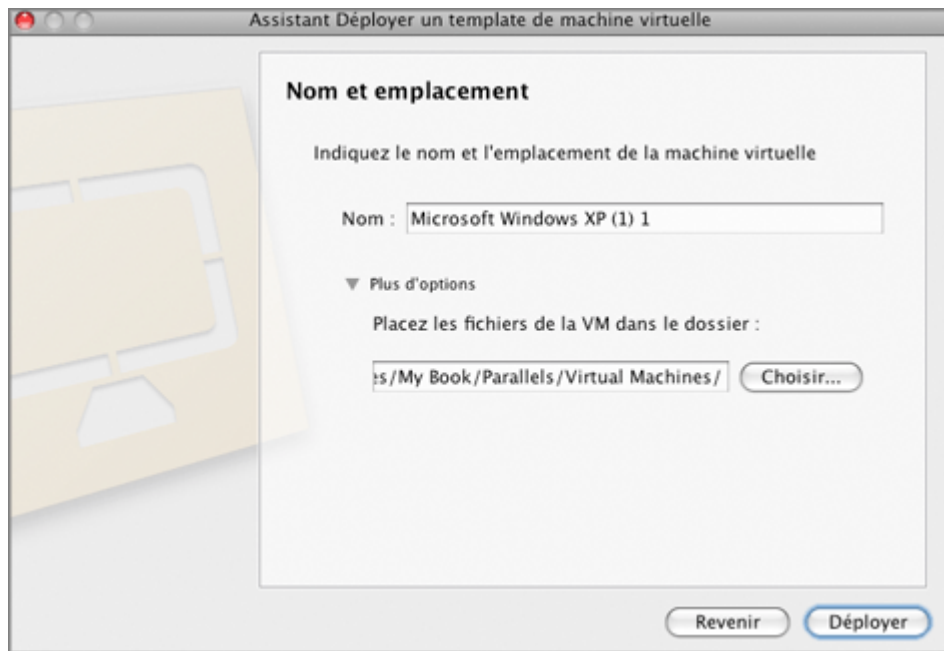 Assistant Déployer un template de machine virtuelle
Nom et emplacement
Indiquez le nom et l'emplacement de la machine virtuelle
Nom : Microsoft Windows XP (1) 1
Plus d'options
Placez les fichiers de la VM dans le dossier :
es/My Book/Parallels/Virtual Machines/ Choisir...
Revenir Déployer